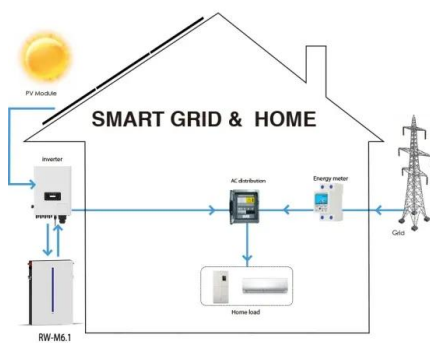 PV Module
SMART GRID & HOME
Inverter
AC distribution
Energy meter
Grid
Home load
RW-M6.1